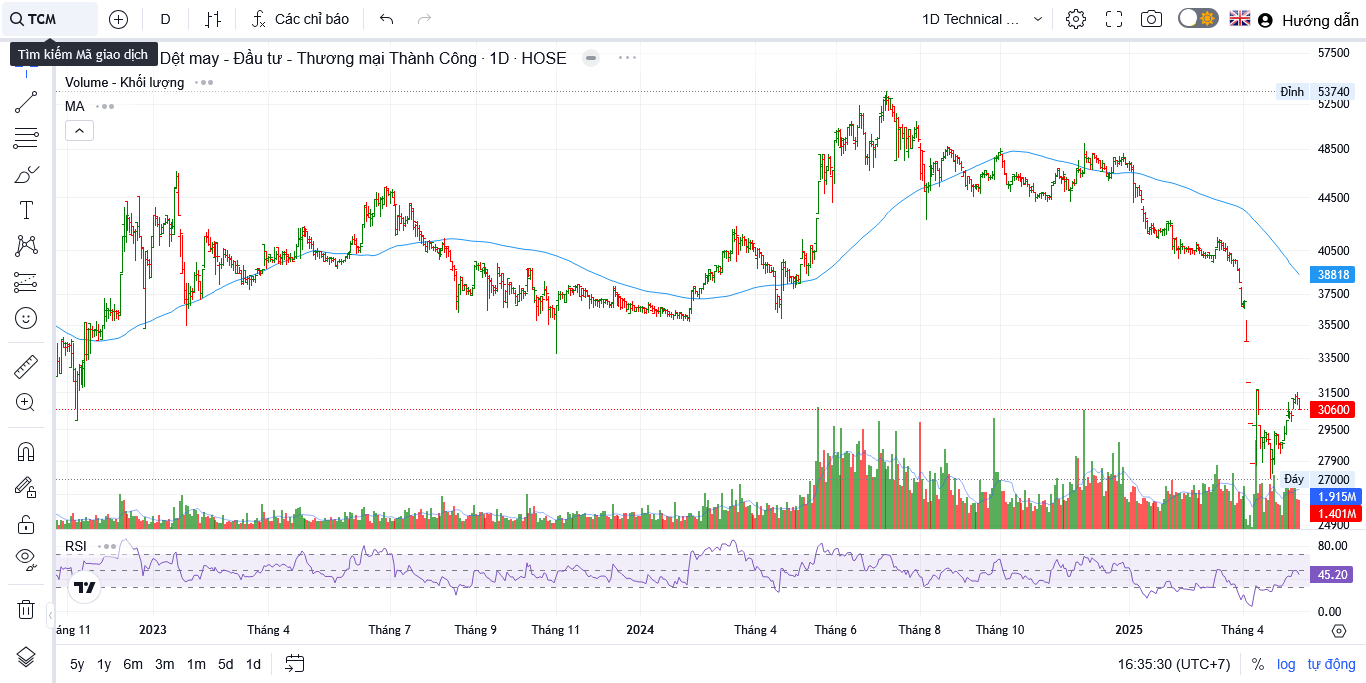 TCM
D
Các chỉ báo
1D Technical ...
Hướng dẫn
Tìm kiếm Mã giao dịch
Dệt may - Đầu tư - Thương mại Thành Công · 1D · HOSE
Volume - Khối lượng
MA
57500
Đỉnh 53740
52500
48500
44500
40500
38818
37500
35500
33500
31500
30600
29500
27900
Đáy 27000
1.915M
1.401M
24900
RSI
80.00
45.20
0.00
áng 11 2023 Tháng 4 Tháng 7 Tháng 9 Tháng 11 2024 Tháng 4 Tháng 6 Tháng 8 Tháng 10 2025 Tháng 4
5y 1y 6m 3m 1m 5d 1d
16:35:30 (UTC+7) % log tự động